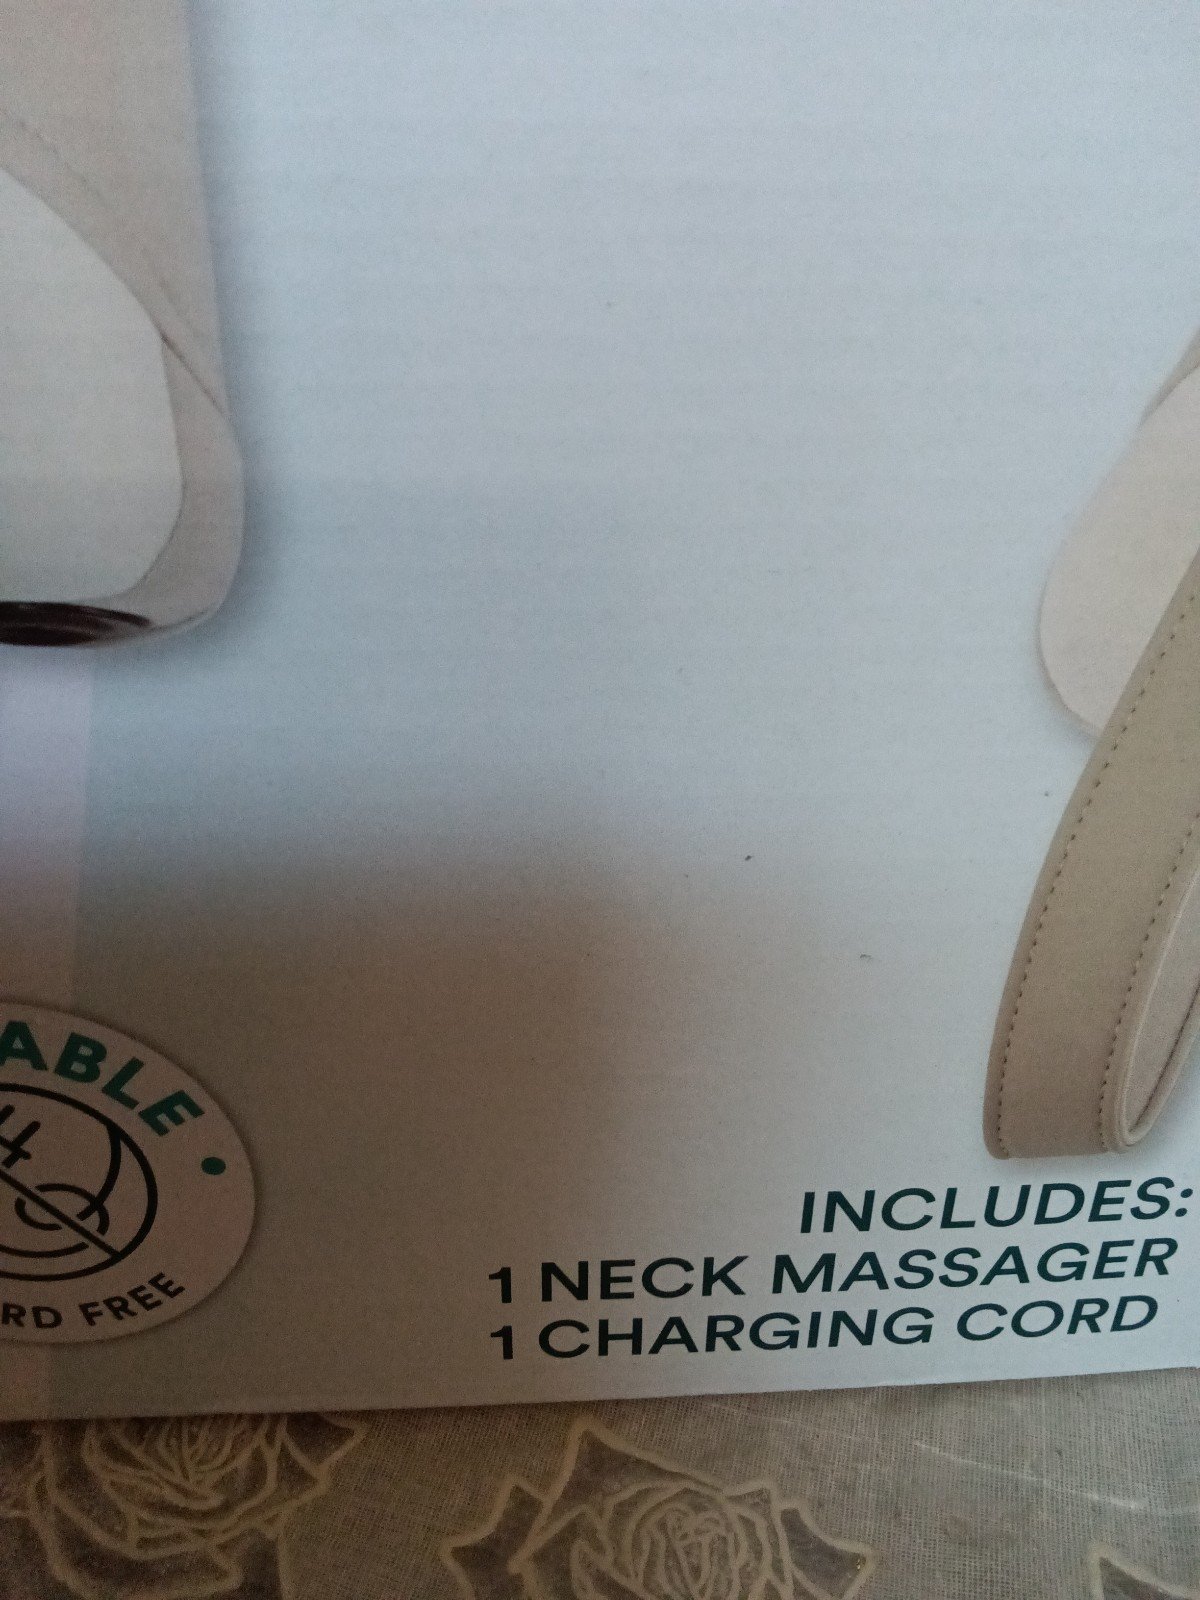 ABLE •
RD FREE
INCLUDES:
1 NECK MASSAGER
1 CHARGING CORD